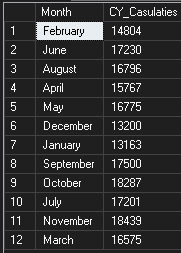 Month CY_Casulaties
1 February 14804
2 June 17230
3 August 16796
4 April 15767
5 May 16775
6 December 13200
7 January 13163
8 September 17500
9 October 18287
10 July 17201
11 November 18439
12 March 16575